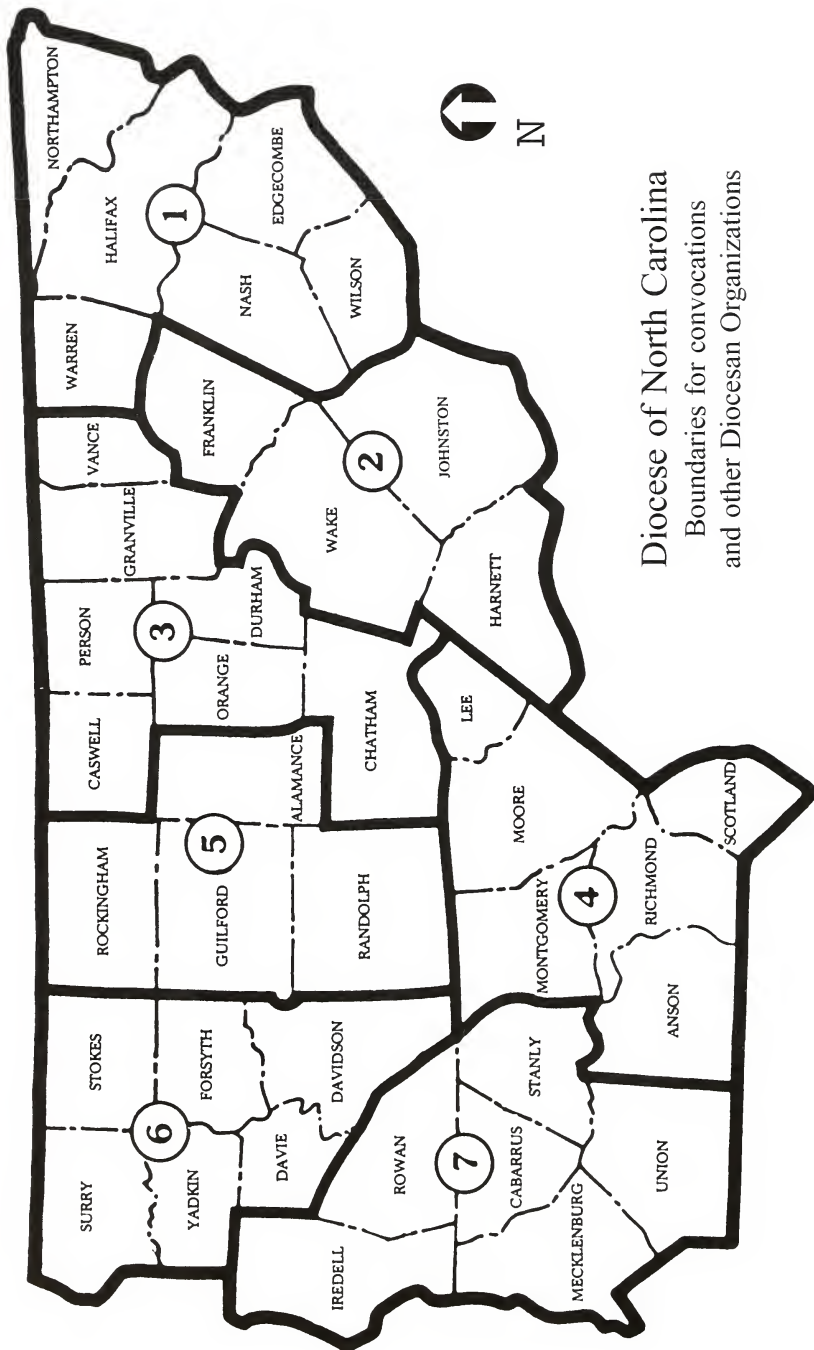 SURRY
STOKES
ROCKINGHAM
CASWELL
PERSON
GRANVILLE
VANCE
WARREN
HALIFAX
NORTHAMPTON
6
YADKIN
FORSYTH
5
GUILFORD
ALAMANCE
3
ORANGE
DURHAM
FRANKLIN
1
NASH
EDGECOMBE
DAVIE
DAVIDSON
RANDOLPH
CHATHAM
WAKE
2
WILSON
IREDELL
ROWAN
LEE
JOHNSTON
7
CABARRUS
STANLY
MONTGOMERY
MOORE
HARNETT
4
MECKLENBURG
UNION
ANSON
RICHMOND
SCOTLAND
N
Diocese of North Carolina
Boundaries for convocations
and other Diocesan Organizations